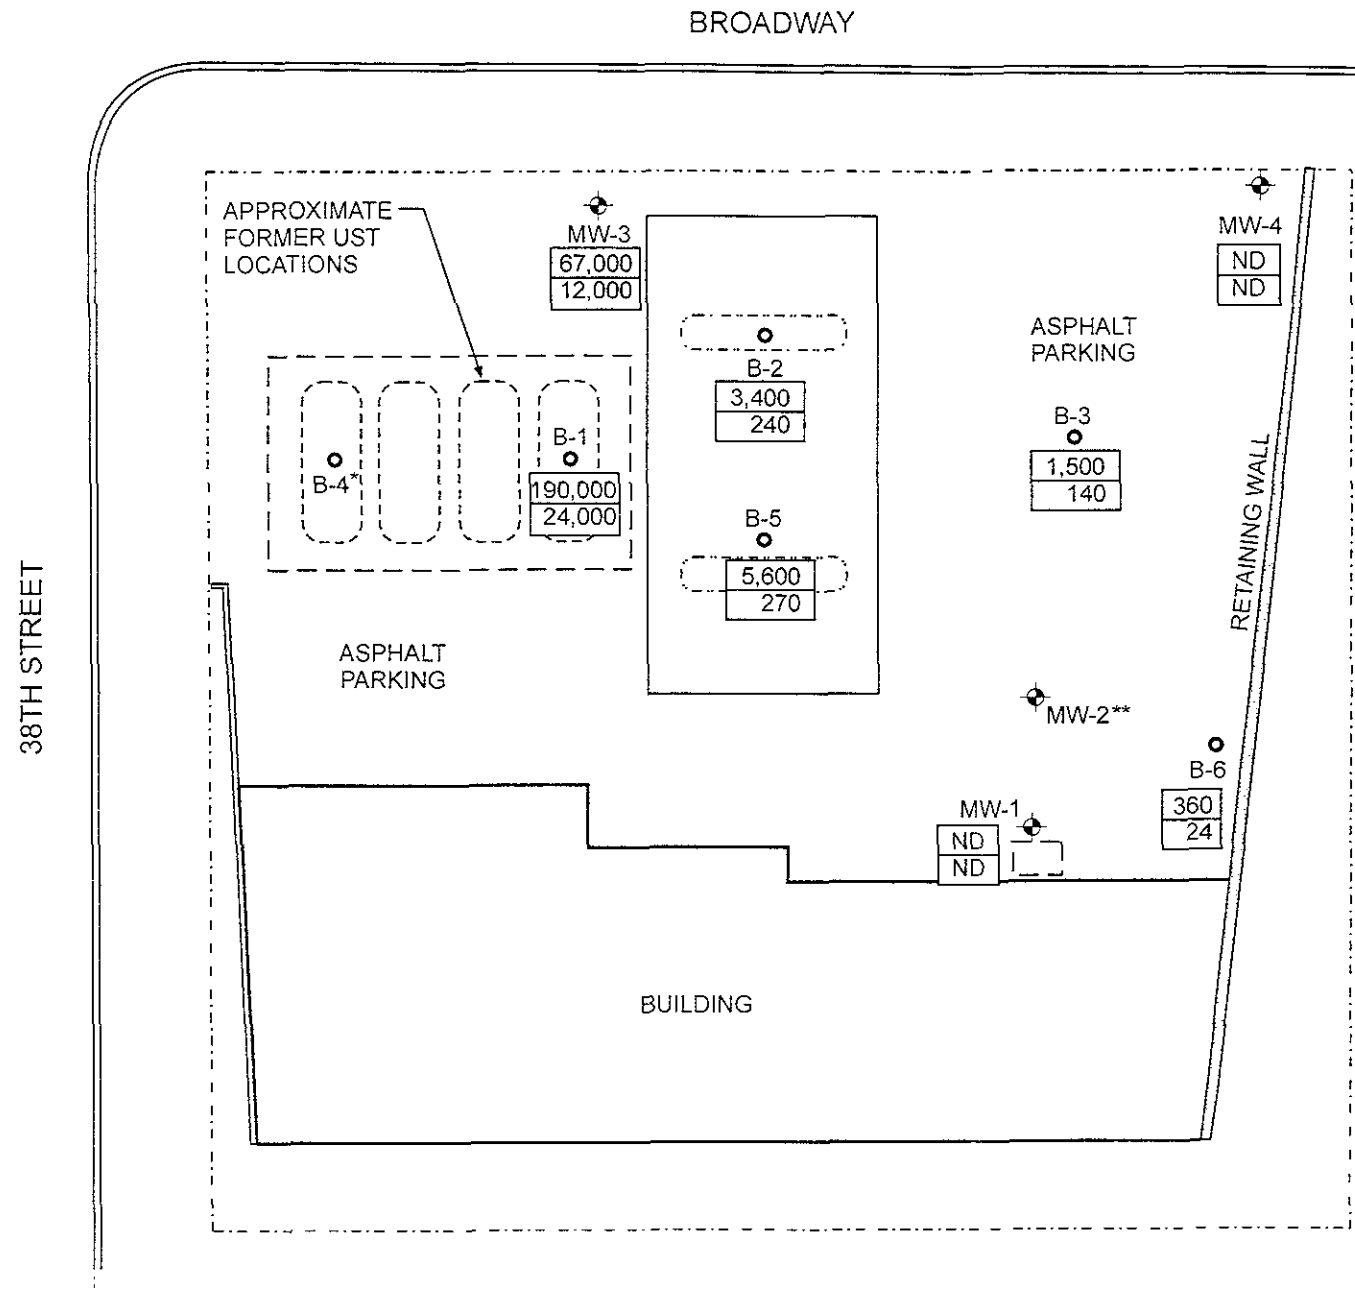 BROADWAY
APPROXIMATE
FORMER UST
LOCATIONS
MW-3
67,000
12,000
MW-4
ND
ND
ASPHALT
PARKING
B-2
3,400
240
B-3
1,500
140
B-1
190,000
24,000
B-4*
B-5
5,600
270
RETAINING WALL
38TH STREET
ASPHALT
PARKING
MW-2**
B-6
360
24
MW-1
ND
ND
BUILDING